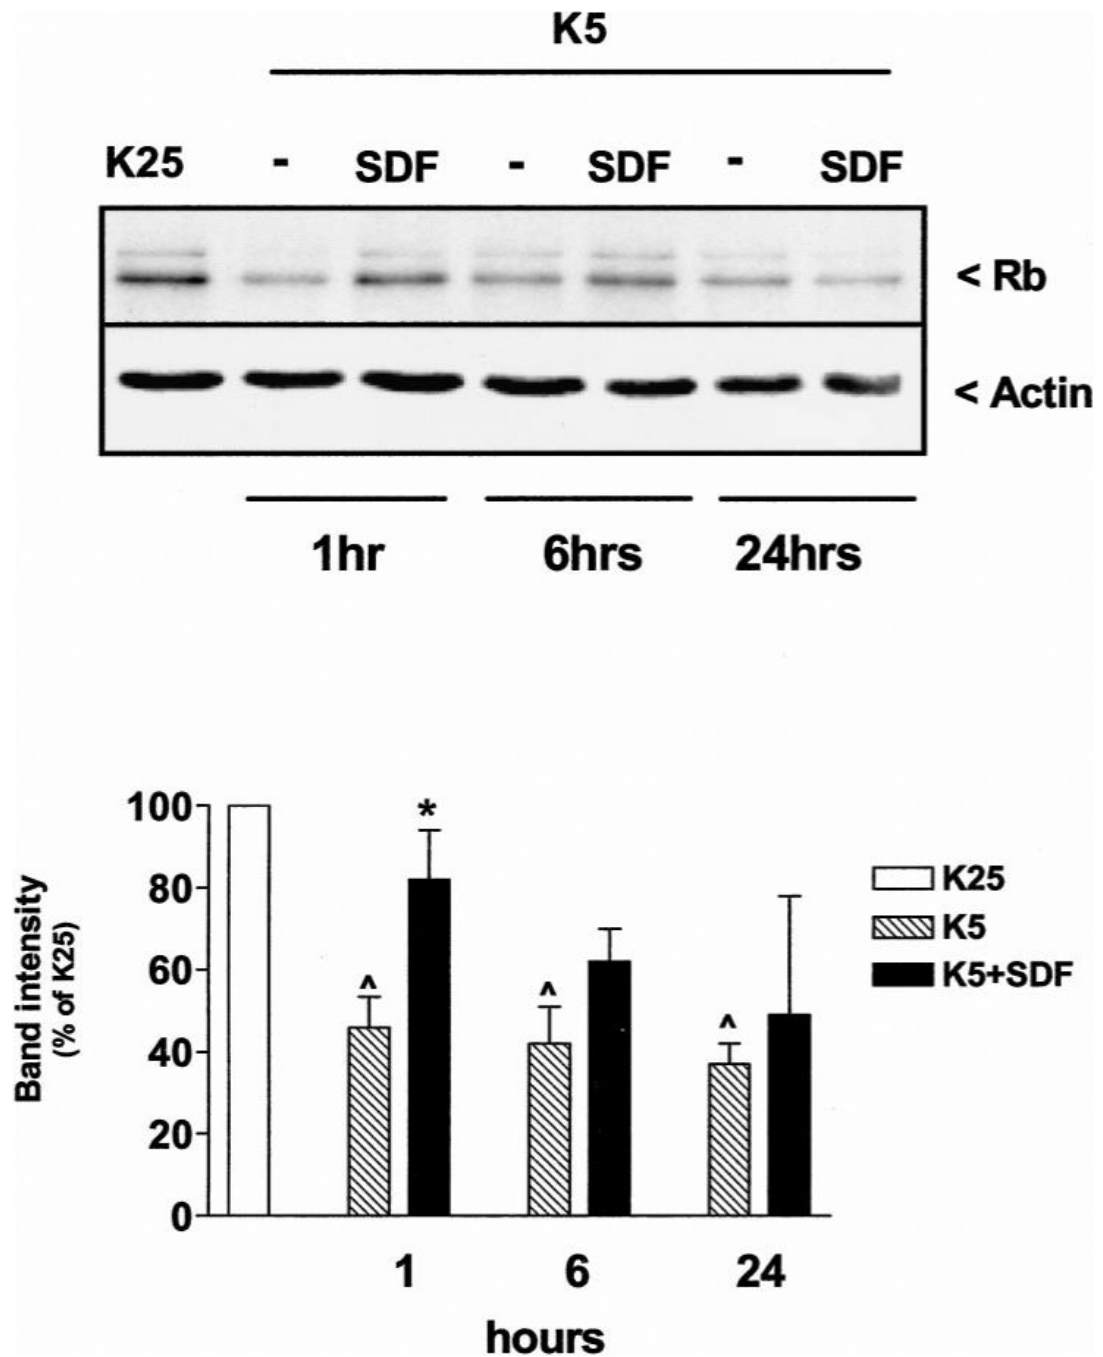 K5
K25 - SDF - SDF - SDF
< Rb
< Actin
1hr 6hrs 24hrs
100
80
60
40
20
0
Band intensity
(% of K25)
*
^ ^ ^
K25
K5
K5+SDF
1 6 24
hours